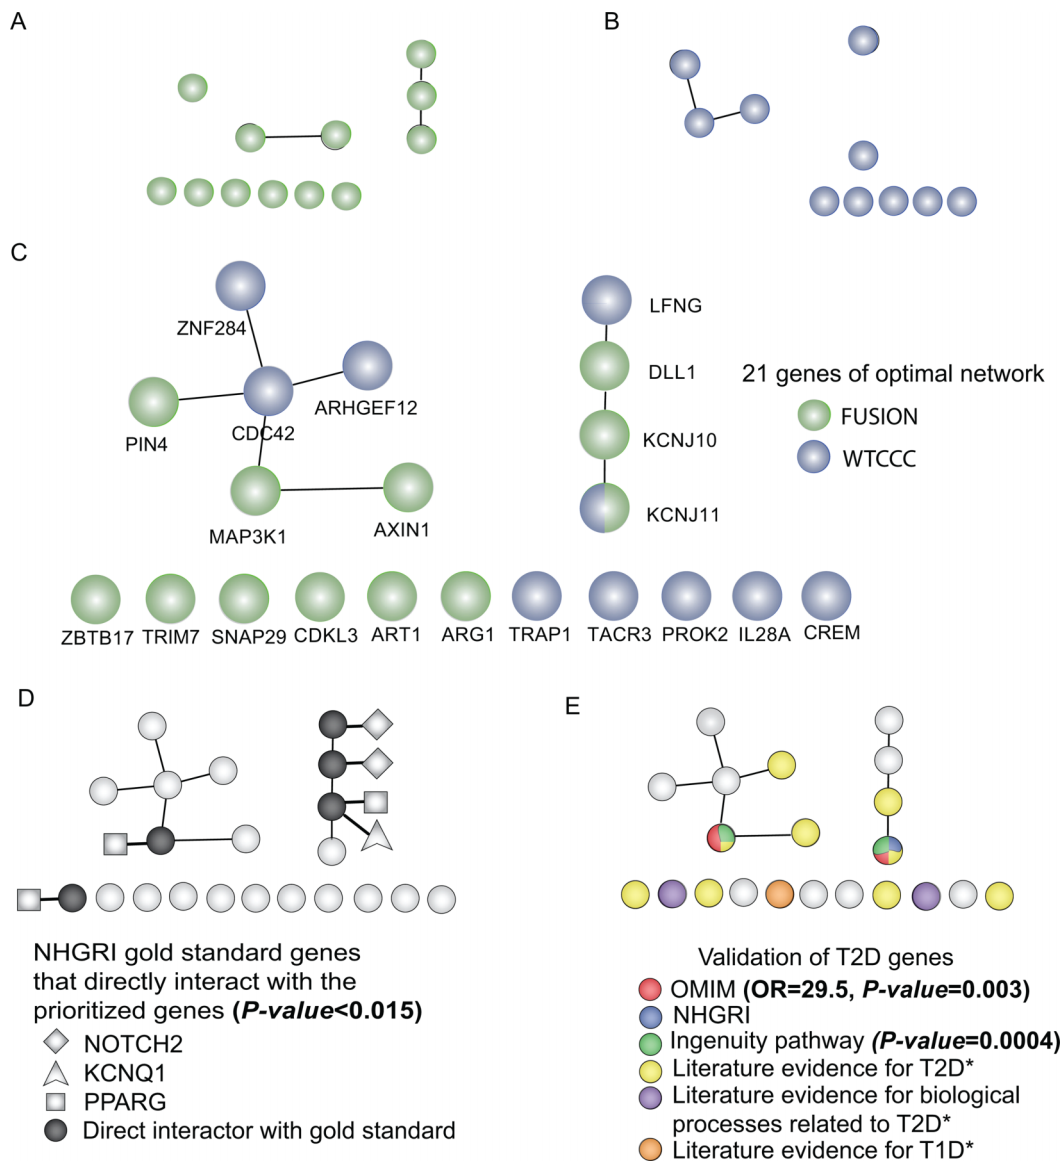 A
B
C
ZNF284
ARHGEF12
PIN4
CDC42
MAP3K1
AXIN1
LFNG
DLL1
KCNJ10
KCNJ11
21 genes of optimal network
FUSION
WTCCC
ZBTB17 TRIM7 SNAP29 CDKL3 ART1 ARG1 TRAP1 TACR3 PROK2 IL28A CREM
D
NHGRI gold standard genes
that directly interact with the
prioritized genes (P-value<0.015)
NOTCH2
KCNQ1
PPARG
Direct interactor with gold standard
E
Validation of T2D genes
OMIM (OR=29.5, P-value=0.003)
NHGRI
Ingenuity pathway (P-value=0.0004)
Literature evidence for T2D*
Literature evidence for biological
processes related to T2D*
Literature evidence for T1D*